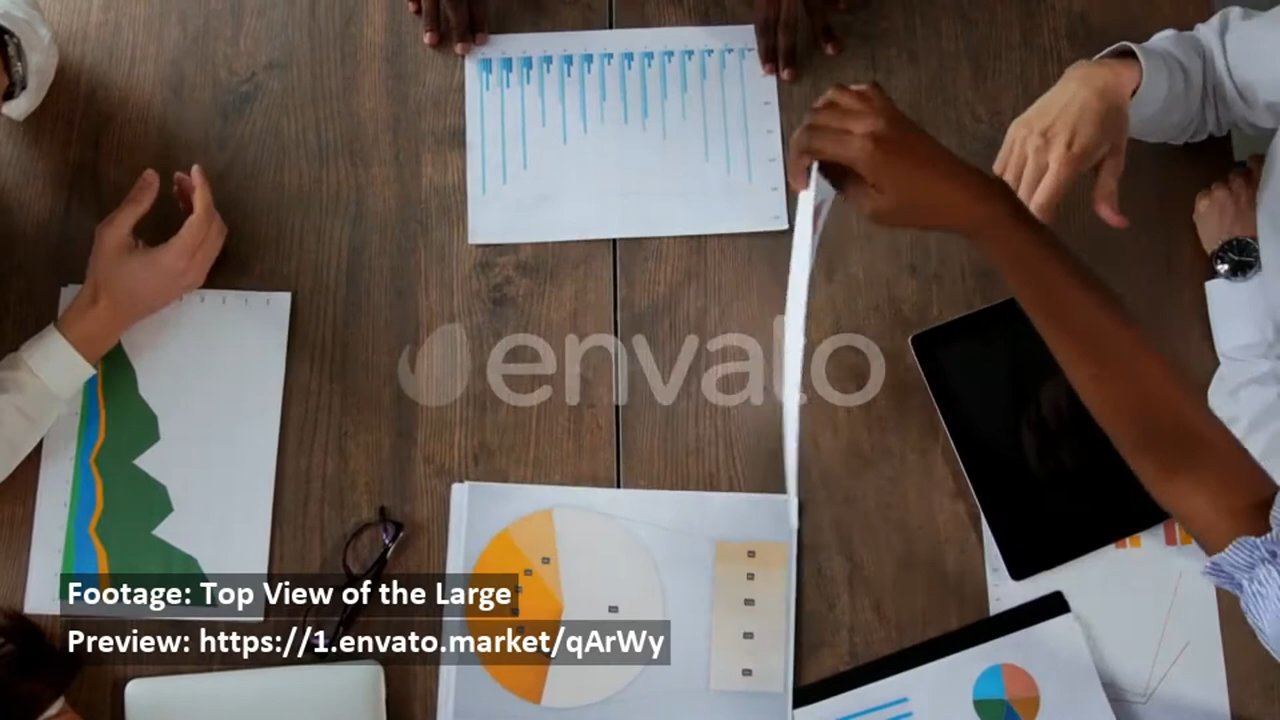 envato
Footage: Top View of the Large
Preview: https://1.envato.market/qArWy